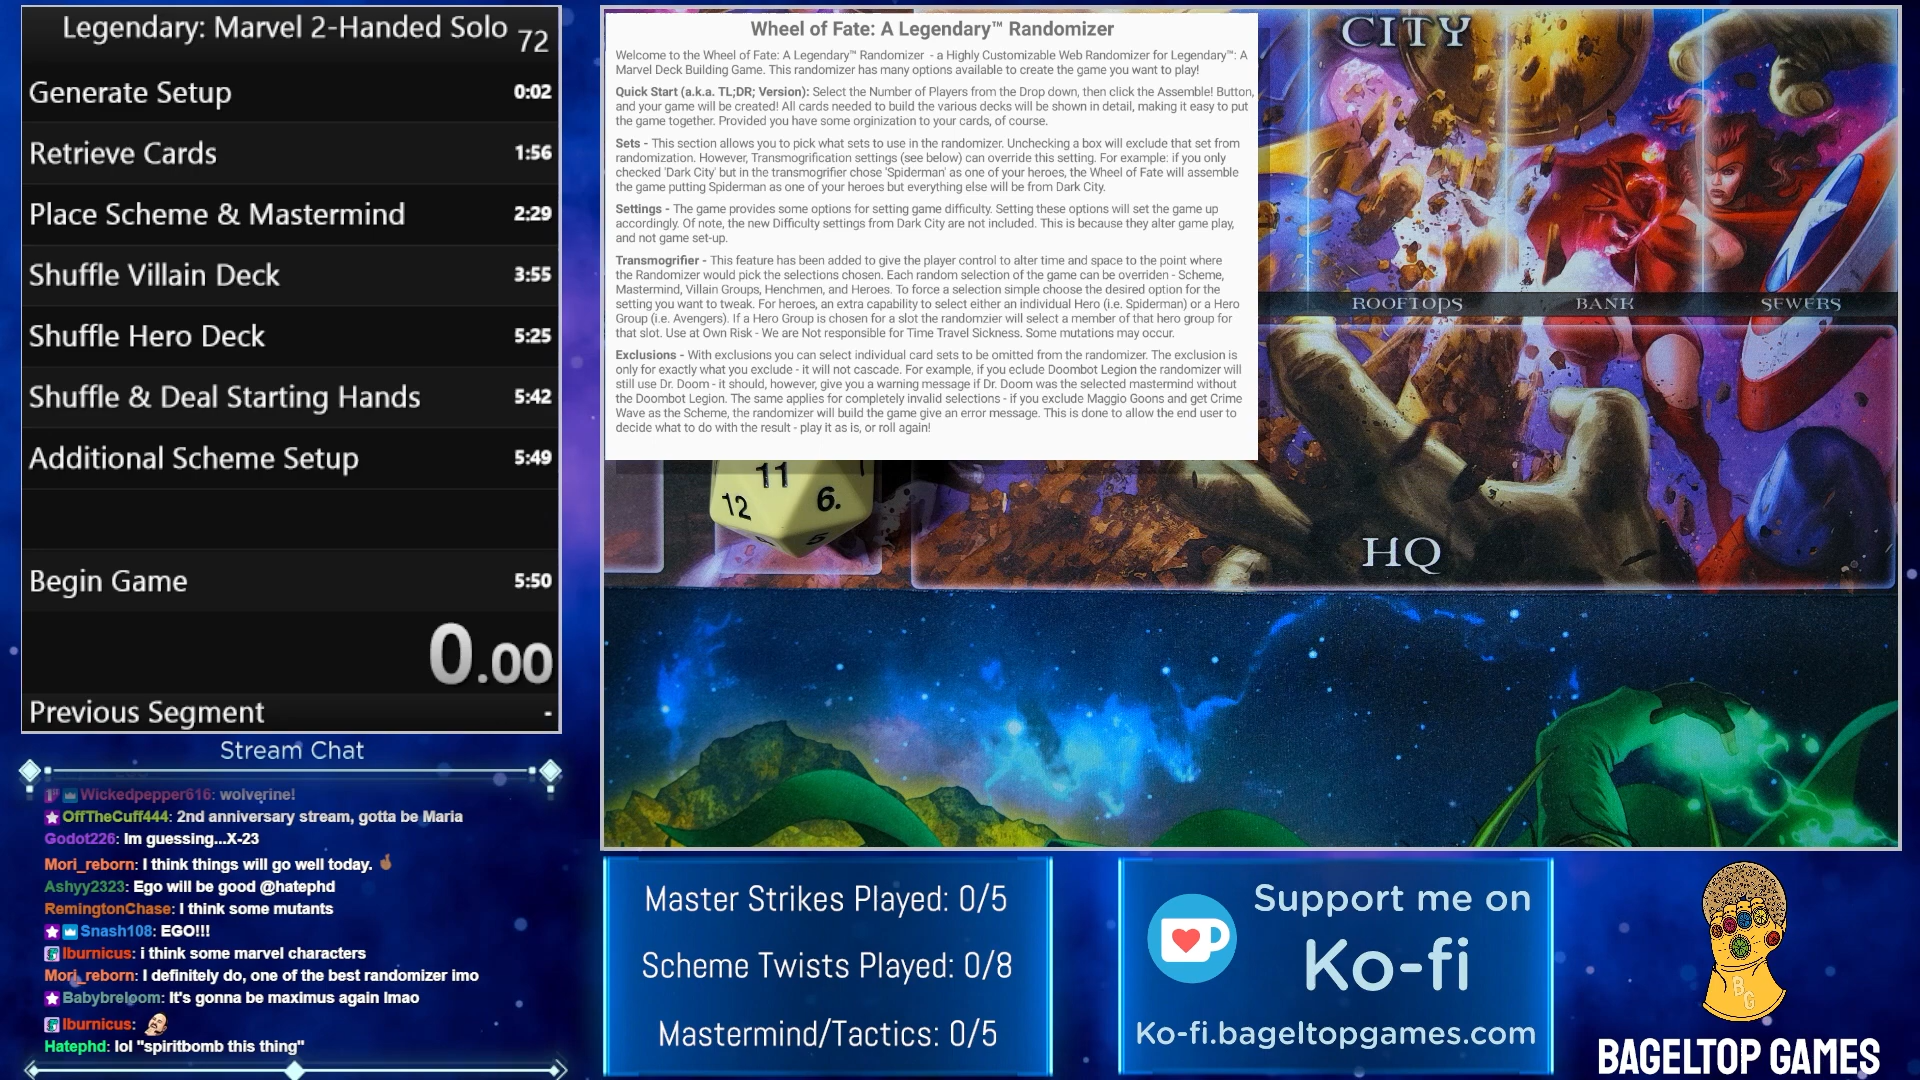 Legendary: Marvel 2-Handed Solo 72
Generate Setup 0:02
Retrieve Cards 1:56
Place Scheme & Mastermind 2:29
Shuffle Villain Deck 3:55
Shuffle Hero Deck 5:25
Shuffle & Deal Starting Hands 5:42
Additional Scheme Setup 5:49
Begin Game 5:50
0.00
Previous Segment -
Stream Chat
Wickedpepper616: wolverine!
OffTheCuff444: 2nd anniversary stream, gotta be Maria
Godot226: Im guessing...X-23
Mori_reborn: I think things will go well today.
Ashyy2323: Ego will be good @hatephd
RemingtonChase: I think some mutants
Snash108: EGO!!!
Iburnicus: i think some marvel characters
Mori_reborn: I definitely do, one of the best randomizer imo
Babybreloom: It's gonna be maximus again lmao
Iburnicus:
Hatephd: lol "spiritbomb this thing"
Wheel of Fate: A Legendary™ Randomizer
Welcome to the Wheel of Fate: A Legendary™ Randomizer - a Highly Customizable Web Randomizer for Legendary™: A
Marvel Deck Building Game. This randomizer has many options available to create the game you want to play!
Quick Start (a.k.a. TL;DR; Version): Select the Number of Players from the Drop down, then click the Assemble! Button,
and your game will be created! All cards needed to build the various decks will be shown in detail, making it easy to put
the game together. Provided you have some orginization to your cards, of course.
Sets - This section allows you to pick what sets to use in the randomizer. Unchecking a box will exclude that set from
randomization. However, Transmogrification settings (see below) can override this setting. For example: if you only
checked 'Dark City' but in the transmogrifier chose 'Spiderman' as one of your heroes, the Wheel of Fate will assemble
the game putting Spiderman as one of your heroes but everything else will be from Dark City.
Settings - The game provides some options for setting game difficulty. Setting these options will set the game up
accordingly. Of note, the new Difficulty settings from Dark City are not included. This is because they alter game play,
and not game set-up.
Transmogrifier - This feature has been added to give the player control to alter time and space to the point where
the Randomizer would pick the selections chosen. Each random selection of the game can be overriden - Scheme,
Mastermind, Villain Groups, Henchmen, and Heroes. To force a selection simple choose the desired option for the
setting you want to tweak. For heroes, an extra capability to select either an individual Hero (i.e. Spiderman) or a Hero
Group (i.e. Avengers). If a Hero Group is chosen for a slot the randomzier will select a member of that hero group for
that slot. Use at Own Risk - We are Not responsible for Time Travel Sickness. Some mutations may occur.
Exclusions - With exclusions you can select individual card sets to be omitted from the randomizer. The exclusion is
only for exactly what you exclude - it will not cascade. For example, if you eclude Doombot Legion the randomizer will
still use Dr. Doom - it should, however, give you a warning message if Dr. Doom was the selected mastermind without
the Doombot Legion. The same applies for completely invalid selections - if you exclude Maggio Goons and get Crime
Wave as the Scheme, the randomizer will build the game give an error message. This is done to allow the end user to
decide what to do with the result - play it as is, or roll again!
CITY
ROOFTOPS BANK SEWERS
11
12 6.
HQ
Master Strikes Played: 0/5
Scheme Twists Played: 0/8
Mastermind/Tactics: 0/5
Support me on
Ko-fi
Ko-fi.bageltopgames.com
BG
BAGELTOP GAMES